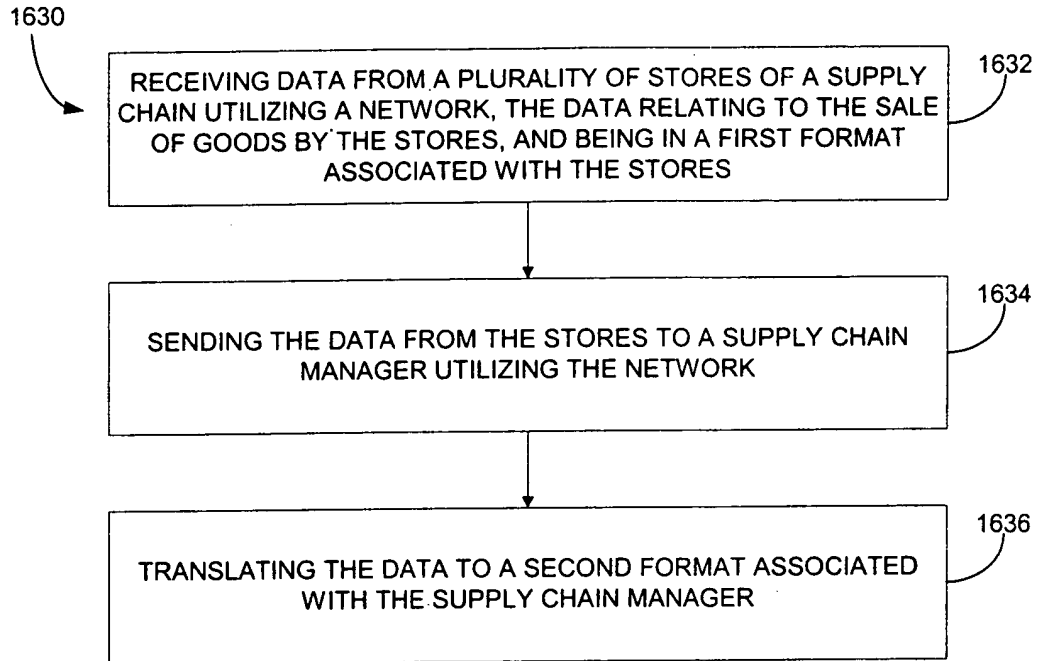 1630
RECEIVING DATA FROM A PLURALITY OF STORES OF A SUPPLY
CHAIN UTILIZING A NETWORK, THE DATA RELATING TO THE SALE
OF GOODS BY THE STORES, AND BEING IN A FIRST FORMAT
ASSOCIATED WITH THE STORES
1632
SENDING THE DATA FROM THE STORES TO A SUPPLY CHAIN
MANAGER UTILIZING THE NETWORK
1634
TRANSLATING THE DATA TO A SECOND FORMAT ASSOCIATED
WITH THE SUPPLY CHAIN MANAGER
1636